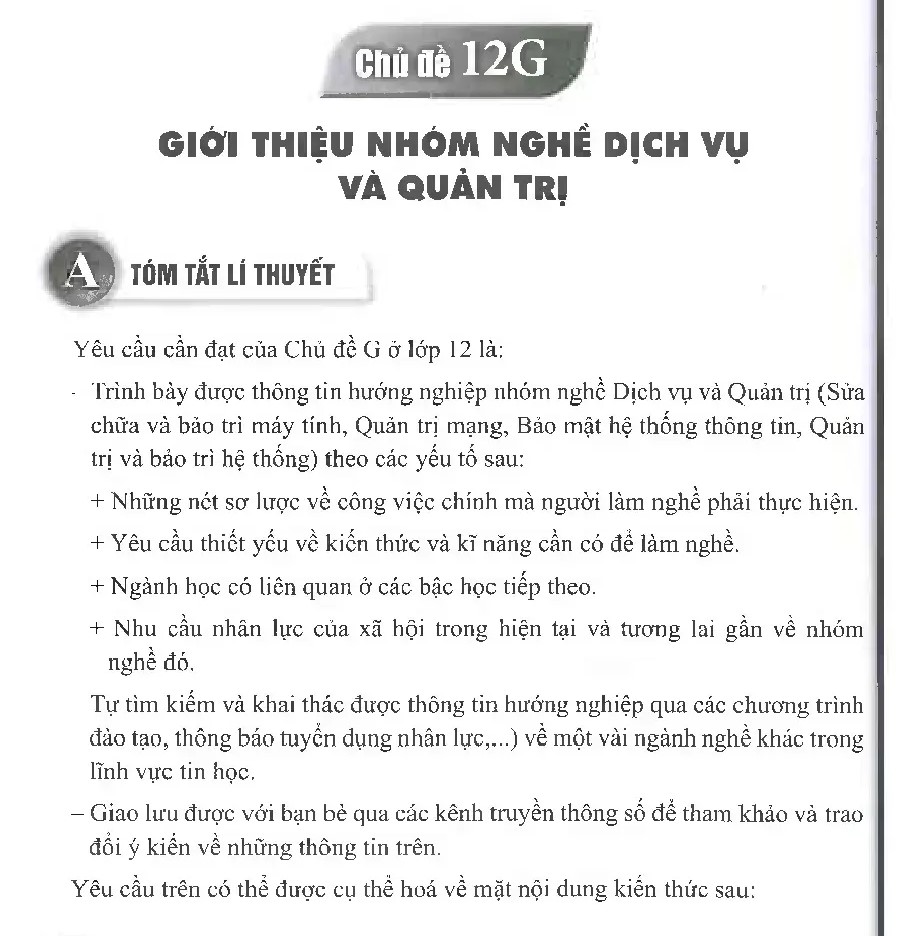 Chủ đề 12G
GIỚI THIỆU NHÓM NGHỀ DỊCH VỤ
VÀ QUẢN TRỊ
A TÓM TẮT LÍ THUYẾT
Yêu cầu cần đạt của Chủ đề G ở lớp 12 là:
- Trình bày được thông tin hướng nghiệp nhóm nghề Dịch vụ và Quản trị (Sửa
chữa và bảo trì máy tính, Quản trị mạng, Bảo mật hệ thống thông tin, Quản
trị và bảo trì hệ thống) theo các yếu tố sau:
+ Những nét sơ lược về công việc chính mà người làm nghề phải thực hiện.
+ Yêu cầu thiết yếu về kiến thức và kĩ năng cần có để làm nghề.
+ Ngành học có liên quan ở các bậc học tiếp theo.
+ Nhu cầu nhân lực của xã hội trong hiện tại và tương lai gần về nhóm
nghề đó.
Tự tìm kiếm và khai thác được thông tin hướng nghiệp qua các chương trình
đào tạo, thông báo tuyển dụng nhân lực,...) về một vài ngành nghề khác trong
lĩnh vực tin học.
– Giao lưu được với bạn bè qua các kênh truyền thông số để tham khảo và trao
đổi ý kiến về những thông tin trên.
Yêu cầu trên có thể được cụ thể hoá về mặt nội dung kiến thức sau: